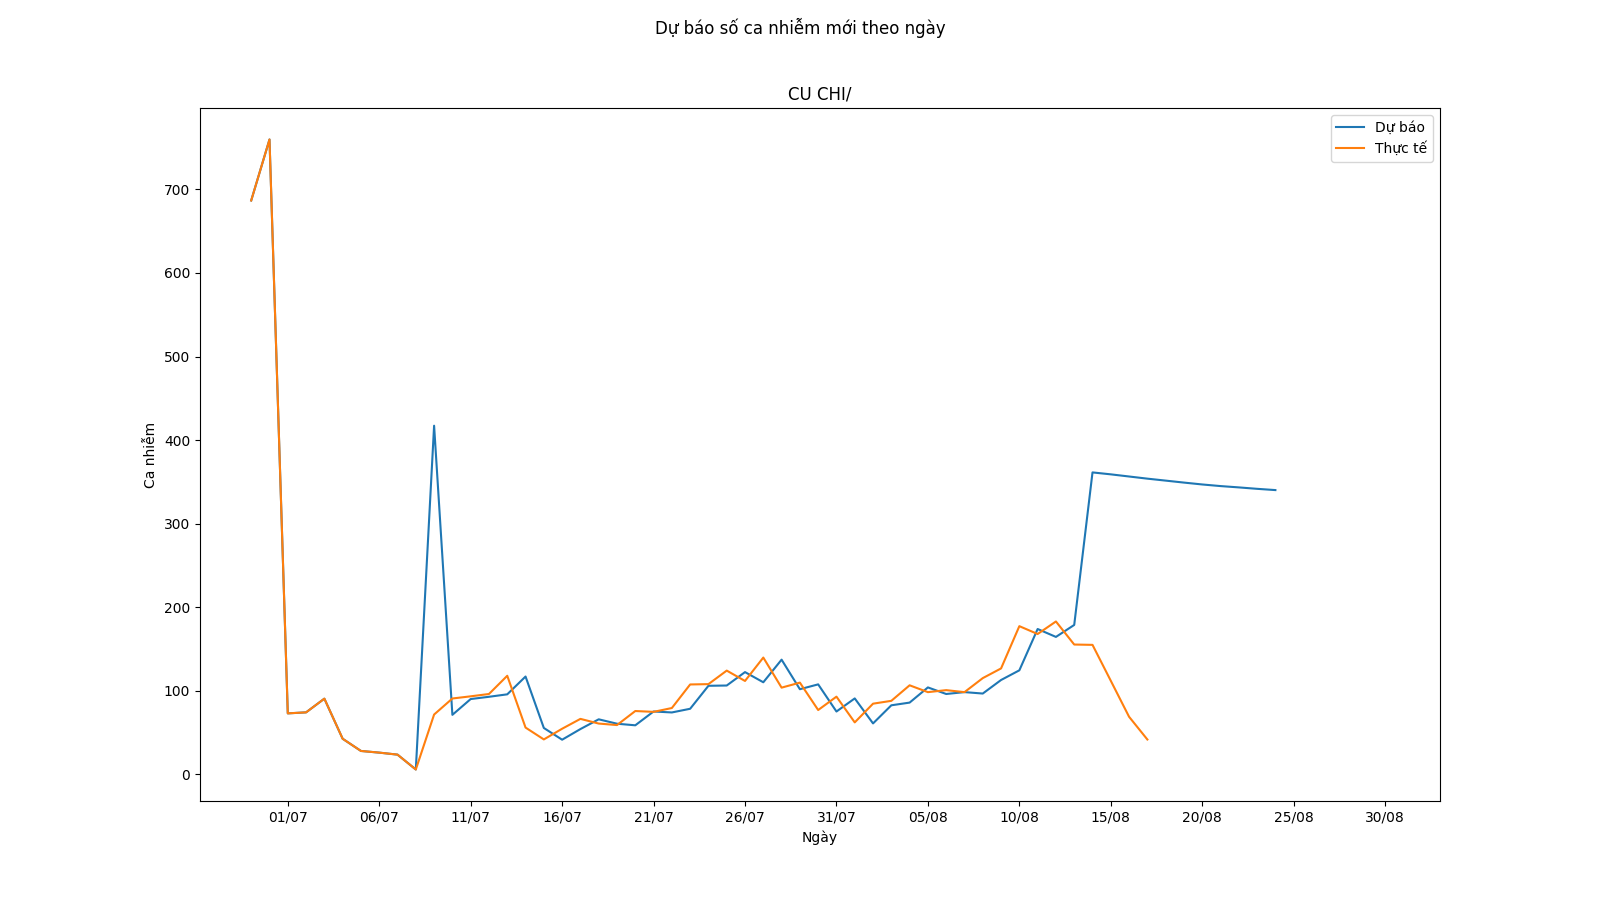 Dự báo số ca nhiễm mới theo ngày
CU CHI/
Dự báo
Thực tế
700
600
500
400
300
200
100
0
Ca nhiễm
01/07 06/07 11/07 16/07 21/07 26/07 31/07 05/08 10/08 15/08 20/08 25/08 30/08
Ngày